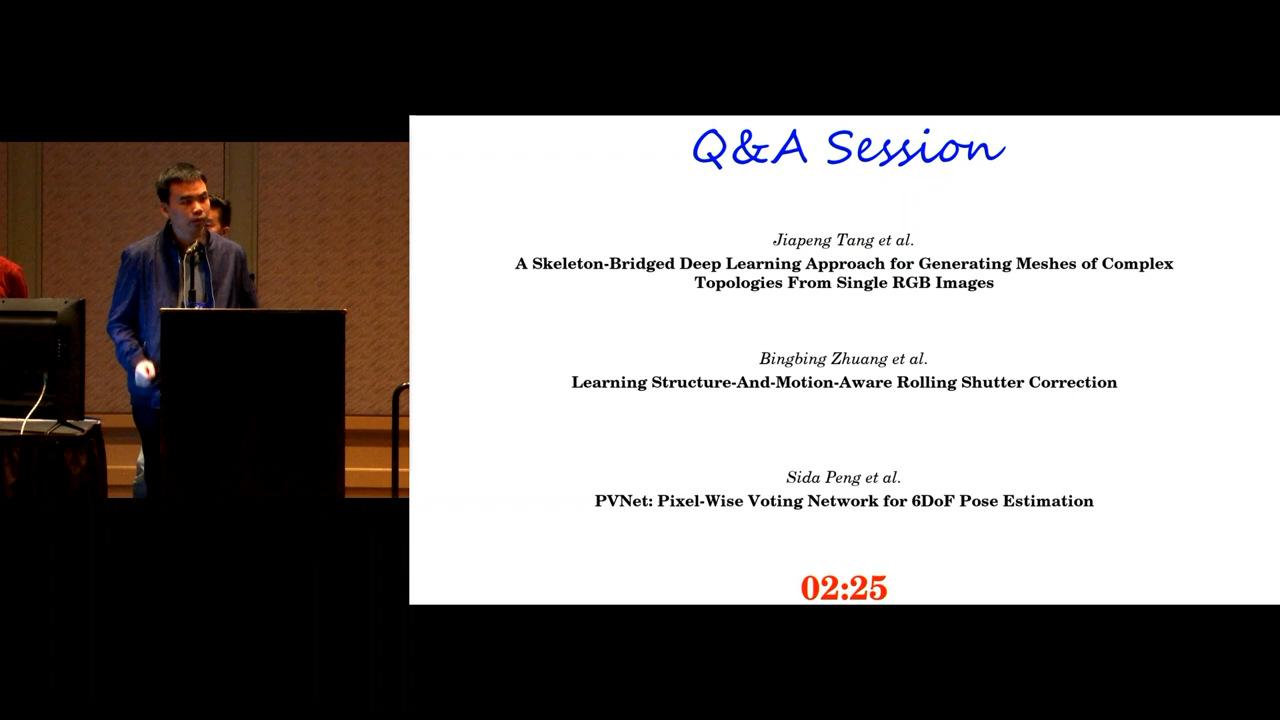 Q&A Session
Jiapeng Tang et al.
A Skeleton-Bridged Deep Learning Approach for Generating Meshes of Complex
Topologies From Single RGB Images
Bingbing Zhuang et al.
Learning Structure-And-Motion-Aware Rolling Shutter Correction
Sida Peng et al.
PVNet: Pixel-Wise Voting Network for 6DoF Pose Estimation
02:25